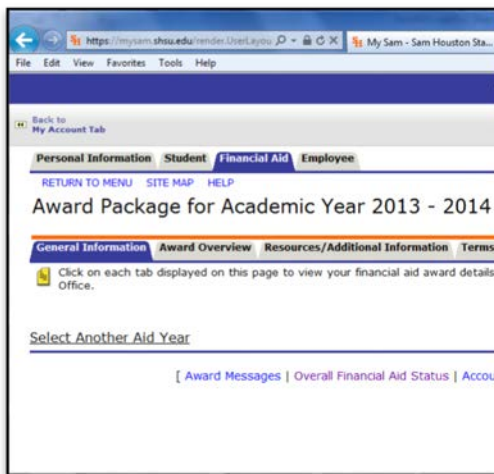 https://mysam.shsu.edu/render.UserLayou
My Sam - Sam Houston Sta...
File Edit View Favorites Tools Help
Back to
My Account Tab
Personal Information Student Financial Aid Employee
RETURN TO MENU SITE MAP HELP
Award Package for Academic Year 2013 - 2014
General Information Award Overview Resources/Additional Information Terms
Click on each tab displayed on this page to view your financial aid award details
Office.
Select Another Aid Year
[ Award Messages | Overall Financial Aid Status | Accou